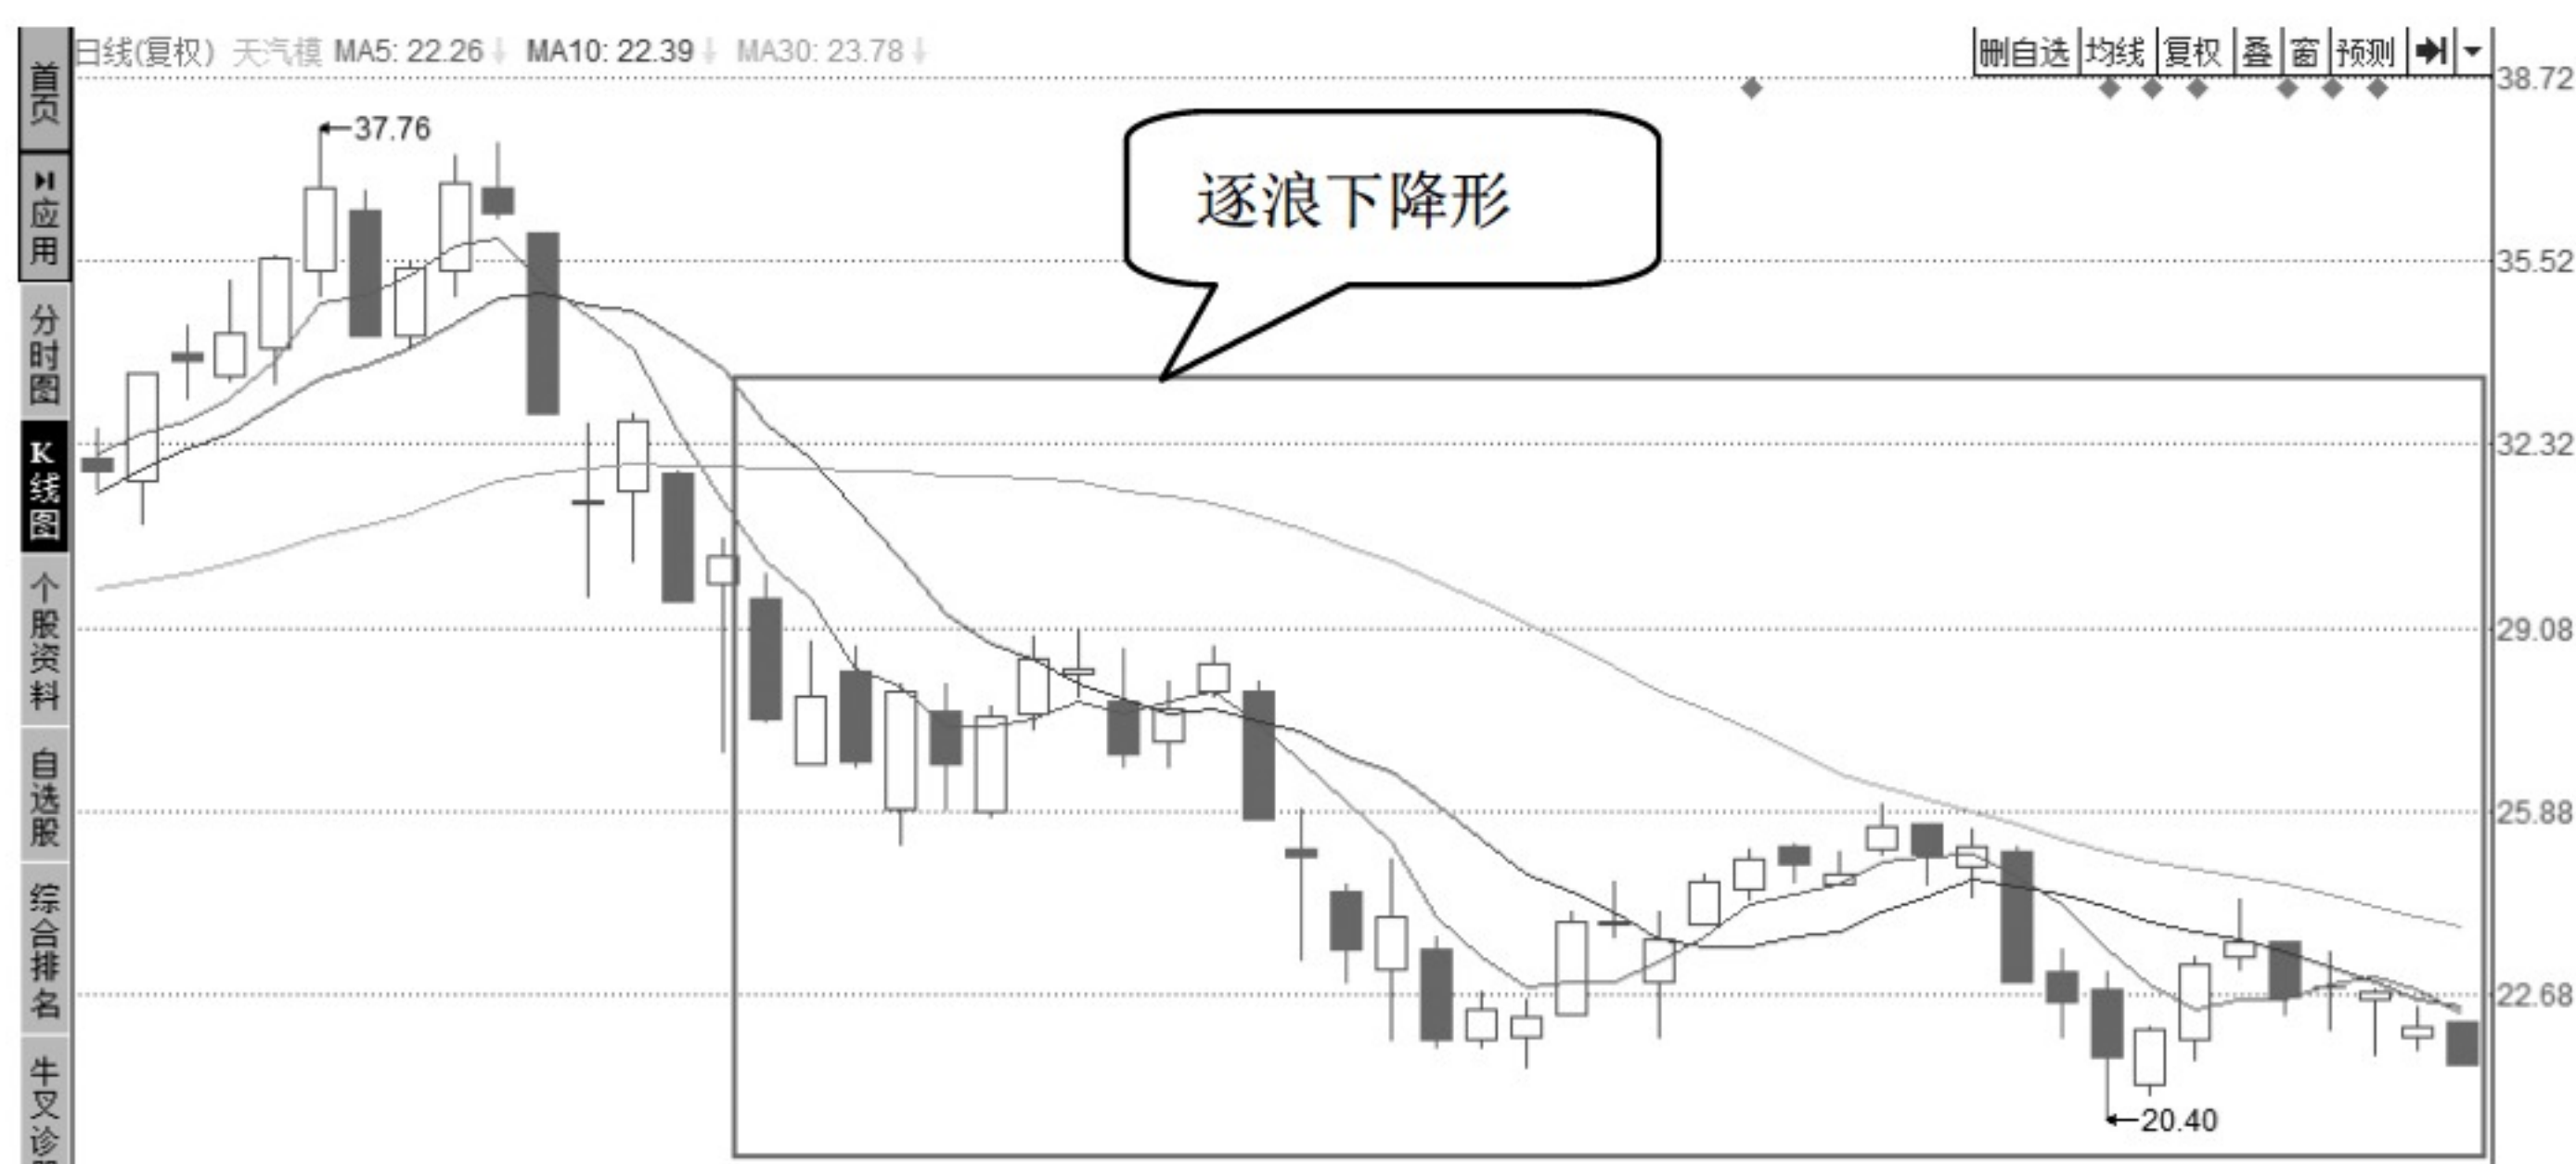 日线(复权) 天汽模 MA5: 22.26↓ MA10: 22.39↓ MA30: 23.78↓
删自选 均线 复权 叠 窗 预测
首页
应用
分时图
K线图
个股资料
自选股
综合排名
牛叉诊
38.72
35.52
32.32
29.08
25.88
22.68
←37.76
逐浪下降形
←20.40